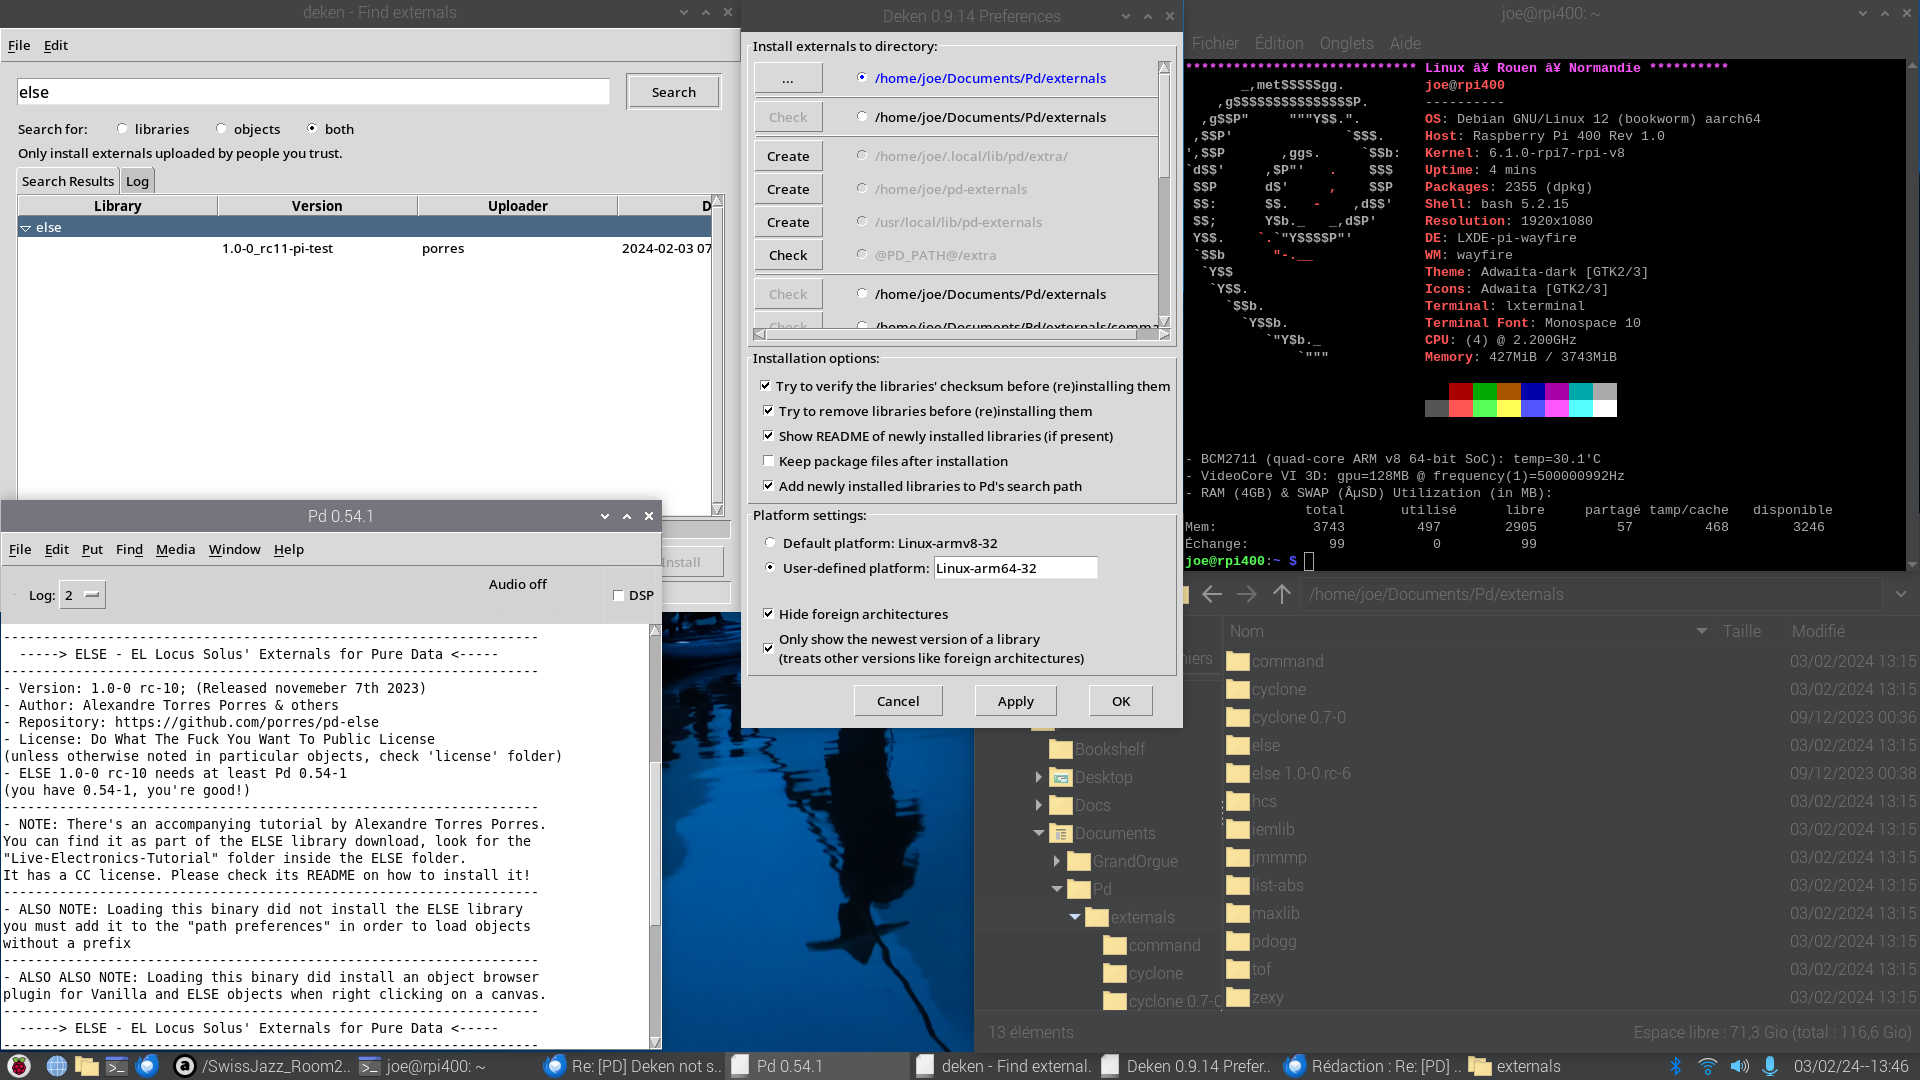 deken - Find externals
File Edit
else
Search
Search for: libraries objects both
Only install externals uploaded by people you trust.
Search Results Log
Library Version Uploader D
else
1.0-0_rc11-pi-test porres 2024-02-03 07
Install
Deken 0.9.14 Preferences
Install externals to directory:
... /home/joe/Documents/Pd/externals
Check /home/joe/Documents/Pd/externals
Create /home/joe/.local/lib/pd/extra/
Create /home/joe/pd-externals
Create /usr/local/lib/pd-externals
Check @PD_PATH@/extra
Check /home/joe/Documents/Pd/externals
Check /home/joe/Documents/Pd/externals/comma
Installation options:
Try to verify the libraries' checksum before (re)installing them
Try to remove libraries before (re)installing them
Show README of newly installed libraries (if present)
Keep package files after installation
Add newly installed libraries to Pd's search path
Platform settings:
Default platform: Linux-armv8-32
User-defined platform: Linux-arm64-32
Hide foreign architectures
Only show the newest version of a library
(treats other versions like foreign architectures)
Cancel Apply OK
joe@rpi400: ~
Fichier Édition Onglets Aide
***************************** Linux â¥ Rouen â¥ Normandie **********
_,met$$$$$gg. joe@rpi400
,g$$$$$$$$$$$$$$$P. ----------
,g$$P" """Y$$.". OS: Debian GNU/Linux 12 (bookworm) aarch64
,$$P' `$$$. Host: Raspberry Pi 400 Rev 1.0
',$$P ,ggs. `$$b: Kernel: 6.1.0-rpi7-rpi-v8
`d$$' ,$P"' . $$$ Uptime: 4 mins
$$P d$' , $$P Packages: 2355 (dpkg)
$$: $$. - ,d$$' Shell: bash 5.2.15
$$; Y$b._ _,d$P' Resolution: 1920x1080
Y$$. `.`"Y$$$$P"' DE: LXDE-pi-wayfire
`$$b "-.__ WM: wayfire
`Y$$ Theme: Adwaita-dark [GTK2/3]
`Y$$. Icons: Adwaita [GTK2/3]
`$$b. Terminal: lxterminal
`Y$$b. Terminal Font: Monospace 10
`"Y$b._ CPU: (4) @ 2.200GHz
`""" Memory: 427MiB / 3743MiB
- BCM2711 (quad-core ARM v8 64-bit SoC): temp=30.1'C
- VideoCore VI 3D: gpu=128MB @ frequency(1)=500000992Hz
- RAM (4GB) & SWAP (ÂµSD) Utilization (in MB):
total utilisé libre partagé tamp/cache disponible
Mem: 3743 497 2905 57 468 3246
Échange: 99 0 99
joe@rpi400:~ $
Pd 0.54.1
File Edit Put Find Media Window Help
Audio off
Log: 2 DSP
---------------------------------------------------------------
-----> ELSE - EL Locus Solus' Externals for Pure Data <-----
---------------------------------------------------------------
- Version: 1.0-0 rc-10; (Released novemeber 7th 2023)
- Author: Alexandre Torres Porres & others
- Repository: https://github.com/porres/pd-else
- License: Do What The Fuck You Want To Public License
(unless otherwise noted in particular objects, check 'license' folder)
- ELSE 1.0-0 rc-10 needs at least Pd 0.54-1
(you have 0.54-1, you're good!)
---------------------------------------------------------------
- NOTE: There's an accompanying tutorial by Alexandre Torres Porres.
You can find it as part of the ELSE library download, look for the
"Live-Electronics-Tutorial" folder inside the ELSE folder.
It has a CC license. Please check its README on how to install it!
---------------------------------------------------------------
- ALSO NOTE: Loading this binary did not install the ELSE library
you must add it to the "path preferences" in order to load objects
without a prefix
---------------------------------------------------------------
- ALSO ALSO NOTE: Loading this binary did install an object browser
plugin for Vanilla and ELSE objects when right clicking on a canvas.
---------------------------------------------------------------
-----> ELSE - EL Locus Solus' Externals for Pure Data <-----
---------------------------------------------------------------
/home/joe/Documents/Pd/externals
Nom Taille Modifié
iers
Bookshelf
Desktop
Docs
Documents
GrandOrgue
Pd
externals
command
cyclone
cyclone 0.7-0
command 03/02/2024 13:15
cyclone 03/02/2024 13:15
cyclone 0.7-0 09/12/2023 00:36
else 03/02/2024 13:15
else 1.0-0 rc-6 09/12/2023 00:38
hcs 03/02/2024 13:15
iemlib 03/02/2024 13:15
jmmmp 03/02/2024 13:15
list-abs 03/02/2024 13:15
maxlib 03/02/2024 13:15
pdogg 03/02/2024 13:15
tof 03/02/2024 13:15
zexy 03/02/2024 13:15
13 éléments Espace libre : 71,3 Gio (total : 116,6 Gio)
/SwissJazz_Room2.. joe@rpi400: ~ Re: [PD] Deken not s.. Pd 0.54.1 deken - Find external. Deken 0.9.14 Prefer.. Rédaction : Re: [PD] .. externals 03/02/24--13:46